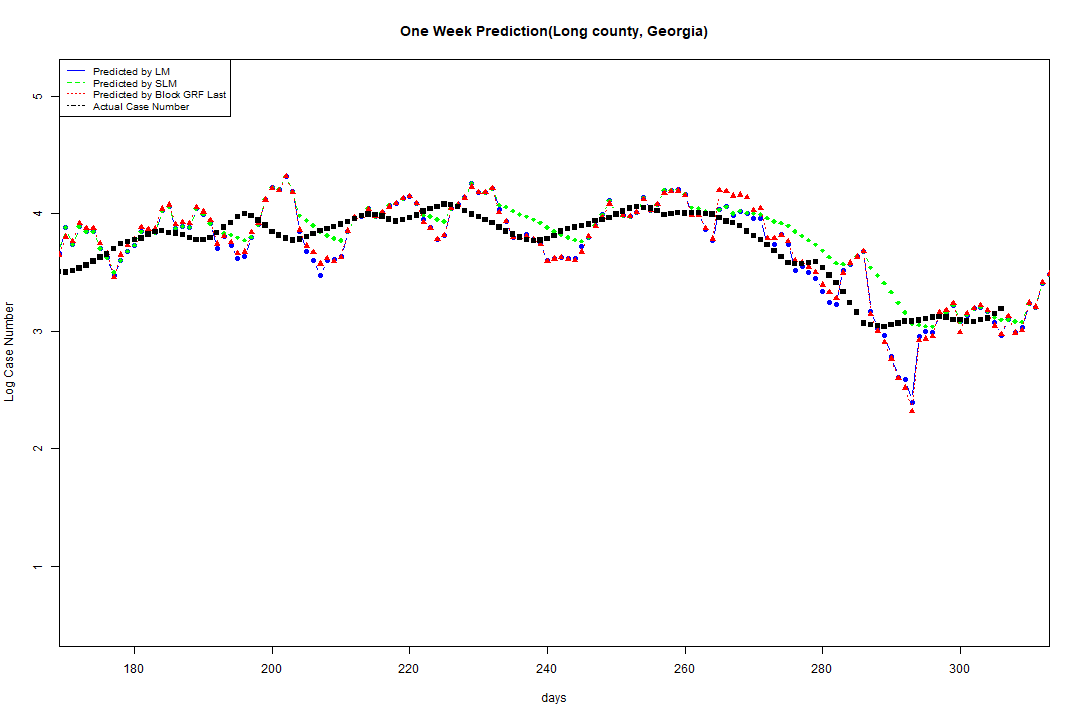 One Week Prediction(Long county, Georgia)
Predicted by LM
Predicted by SLM
Predicted by Block GRF Last
Actual Case Number
5
4
3
2
1
Log Case Number
180 200 220 240 260 280 300
days